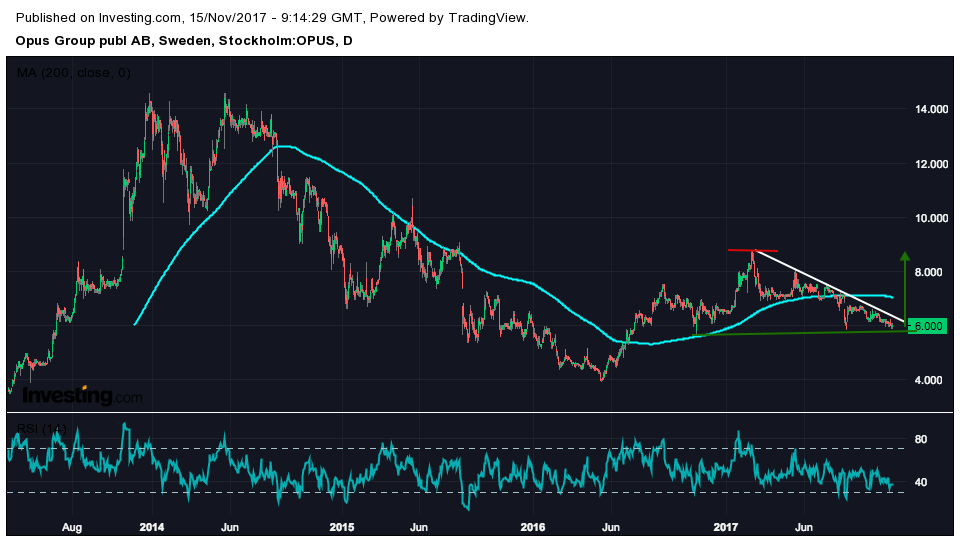 Published on Investing.com, 15/Nov/2017 - 9:14:29 GMT, Powered by TradingView.
Opus Group publ AB, Sweden, Stockholm:OPUS, D
MA (200, close, 0)
14.000
12.000
10.000
8.000
6.000
4.000
Investing.com
RSI (14)
80
40
Aug 2014 Jun 2015 Jun 2016 Jun 2017 Jun